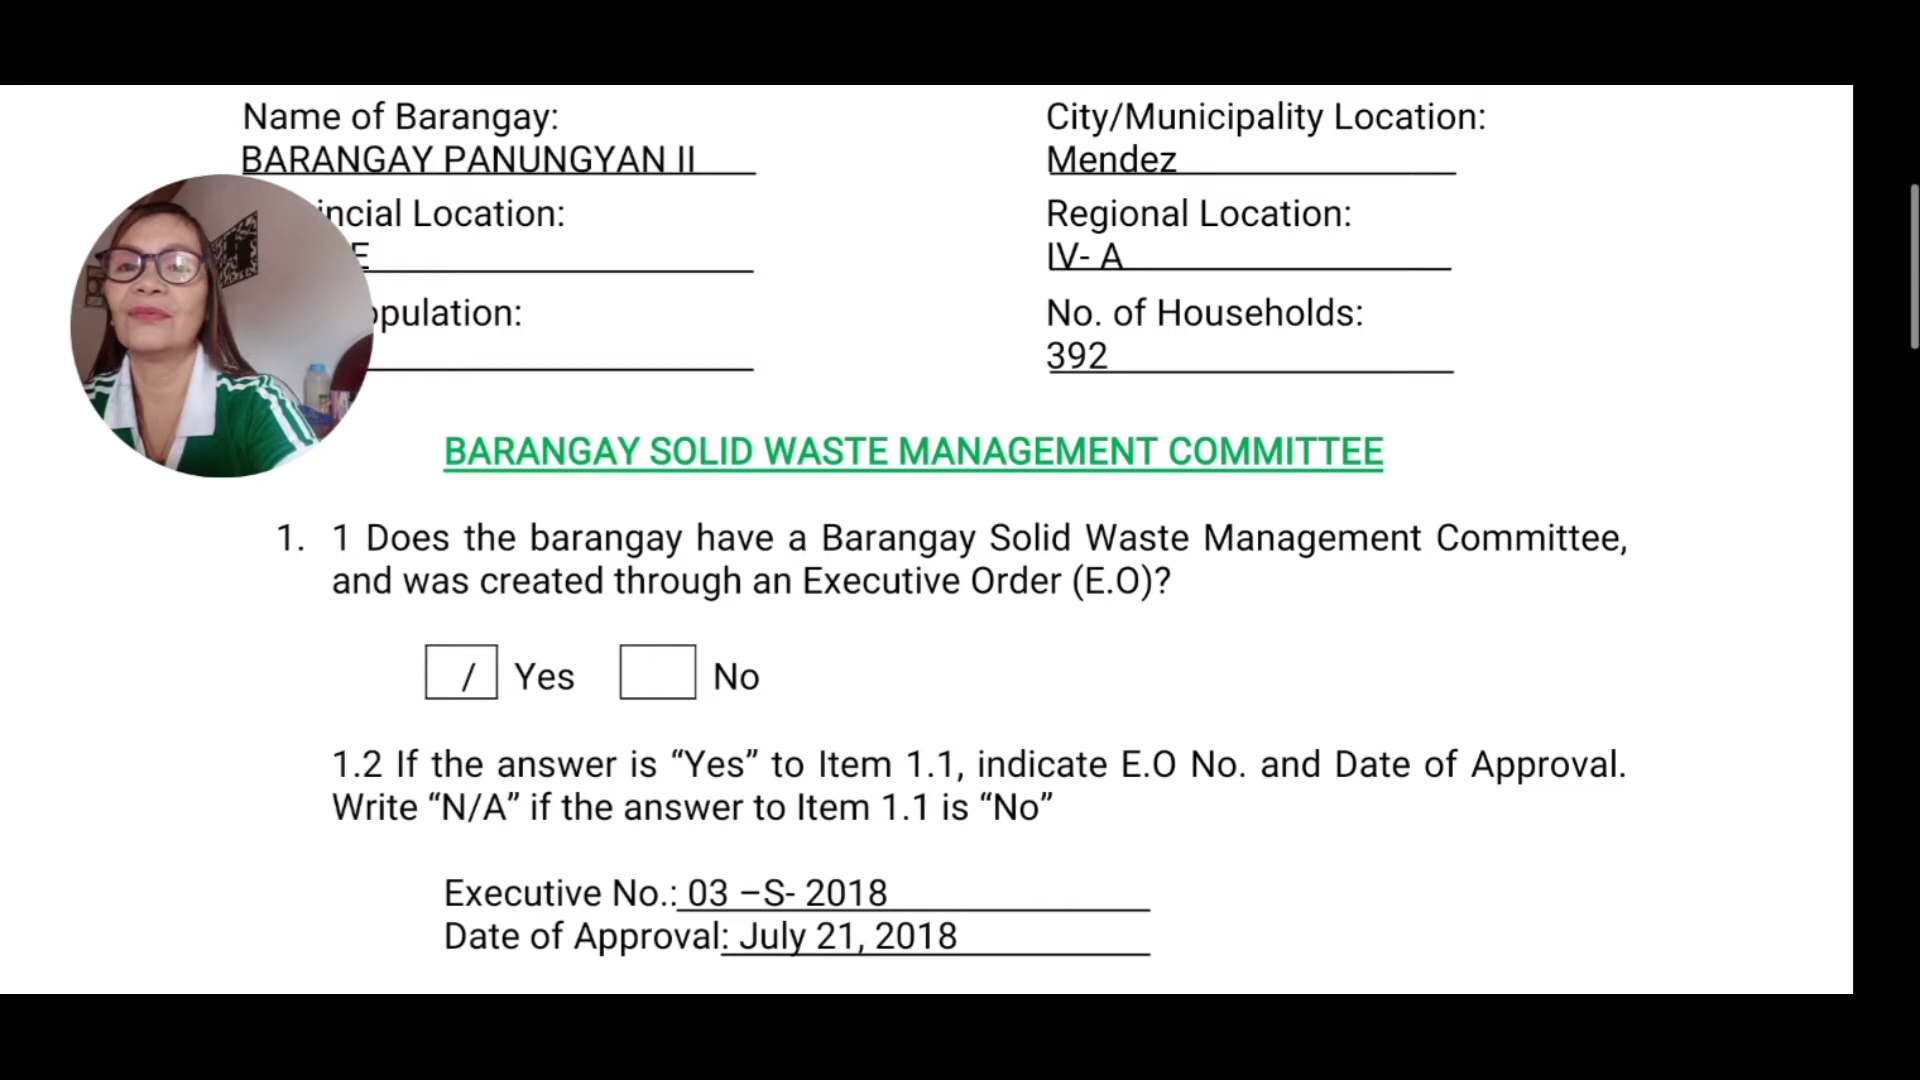 Name of Barangay:
BARANGAY PANUNGYAN II
City/Municipality Location:
Mendez
incial Location:
E
Regional Location:
IV- A
opulation:
No. of Households:
392
BARANGAY SOLID WASTE MANAGEMENT COMMITTEE
1. 1 Does the barangay have a Barangay Solid Waste Management Committee,
and was created through an Executive Order (E.O)?
/ Yes No
1.2 If the answer is “Yes” to Item 1.1, indicate E.O No. and Date of Approval.
Write “N/A” if the answer to Item 1.1 is “No”
Executive No.: 03 –S- 2018
Date of Approval: July 21, 2018